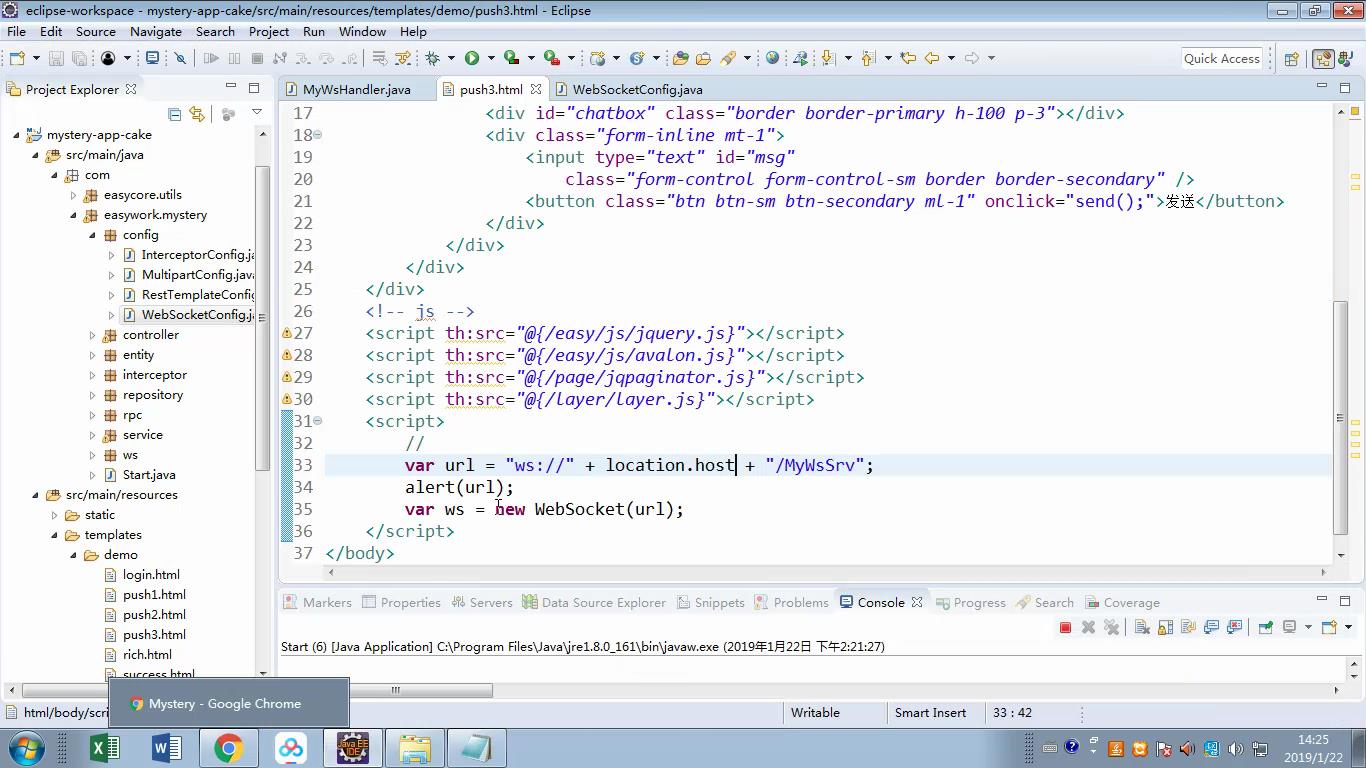 eclipse-workspace - mystery-app-cake/src/main/resources/templates/demo/push3.html - Eclipse
File Edit Source Navigate Search Project Run Window Help
Quick Access
Project Explorer
MyWsHandler.java push3.html WebSocketConfig.java
mystery-app-cake
src/main/java
com
easycore.utils
easywork.mystery
config
InterceptorConfig.ja
MultipartConfig.java
RestTemplateConfig
WebSocketConfig.j
controller
entity
interceptor
repository
rpc
service
ws
Start.java
src/main/resources
static
templates
demo
login.html
push1.html
push2.html
push3.html
rich.html
success.html
17 <div id="chatbox" class="border border-primary h-100 p-3"></div>
18 <div class="form-inline mt-1">
19 <input type="text" id="msg"
20 class="form-control form-control-sm border border-secondary" />
21 <button class="btn btn-sm btn-secondary ml-1" onclick="send();">发送</button>
22 </div>
23 </div>
24 </div>
25 </div>
26 <!-- js -->
27 <script th:src="@{/easy/js/jquery.js}"></script>
28 <script th:src="@{/easy/js/avalon.js}"></script>
29 <script th:src="@{/page/jqpaginator.js}"></script>
30 <script th:src="@{/layer/layer.js}"></script>
31 <script>
32 //
33 var url = "ws://" + location.host + "/MyWsSrv";
34 alert(url);
35 var ws = new WebSocket(url);
36 </script>
37 </body>
Markers Properties Servers Data Source Explorer Snippets Problems Console Progress Search Coverage
Start (6) [Java Application] C:\Program Files\Java\jre1.8.0_161\bin\javaw.exe (2019年1月22日 下午2:21:27)
Mystery - Google Chrome
html/body/scri Writable Smart Insert 33 : 42
14:25
2019/1/22